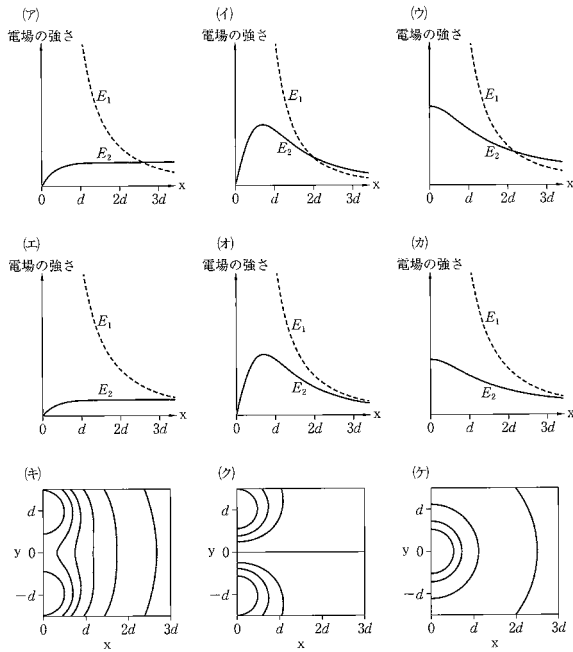 (ア) (イ) (ウ)
電場の強さ 電場の強さ 電場の強さ
E₁ E₁ E₁
E₂ E₂ E₂
0 d 2d 3d x 0 d 2d 3d x 0 d 2d 3d x
(エ) (オ) (カ)
電場の強さ 電場の強さ 電場の強さ
E₁ E₁ E₁
E₂ E₂ E₂
0 d 2d 3d x 0 d 2d 3d x 0 d 2d 3d x
(キ) (ク) (ケ)
d d d
y 0 y 0 y 0
-d -d -d
0 d 2d 3d 0 d 2d 3d 0 d 2d 3d
x x x